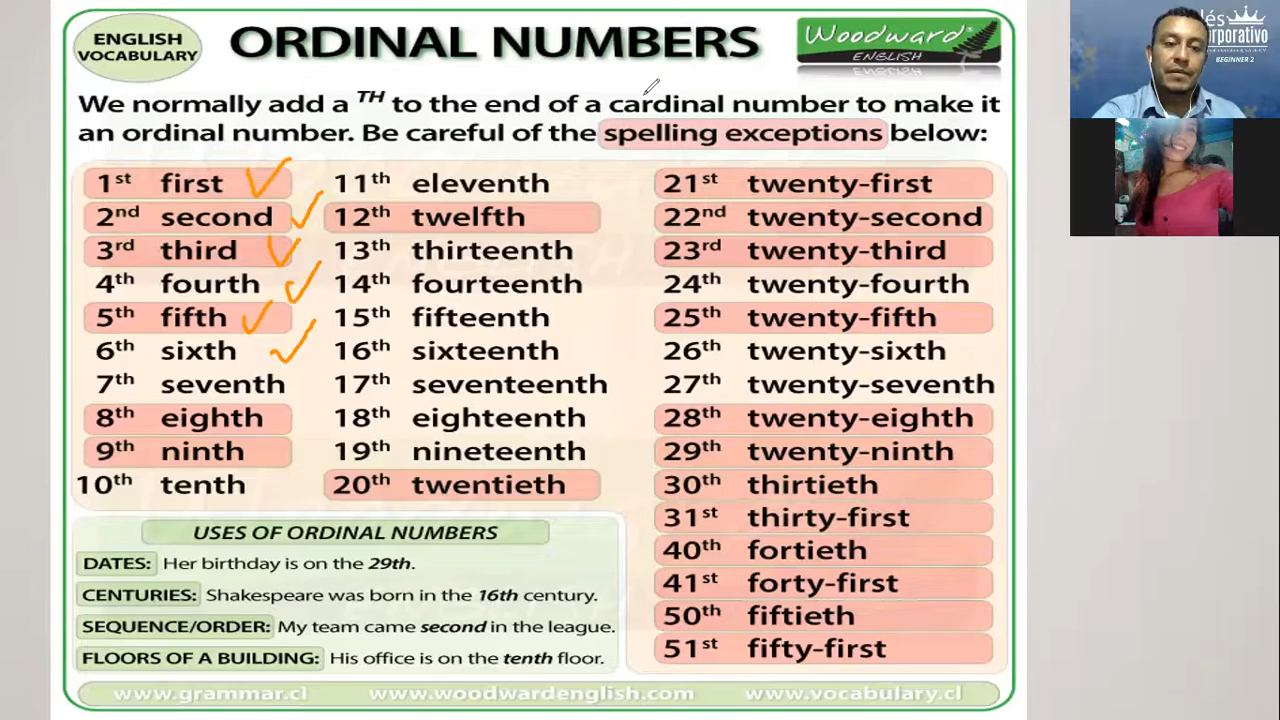 ENGLISH
VOCABULARY
ORDINAL NUMBERS
Woodward
ENGLISH
We normally add a TH to the end of a cardinal number to make it
an ordinal number. Be careful of the spelling exceptions below:
1st first
2nd second
3rd third
4th fourth
5th fifth
6th sixth
7th seventh
8th eighth
9th ninth
10th tenth
11th eleventh
12th twelfth
13th thirteenth
14th fourteenth
15th fifteenth
16th sixteenth
17th seventeenth
18th eighteenth
19th nineteenth
20th twentieth
21st twenty-first
22nd twenty-second
23rd twenty-third
24th twenty-fourth
25th twenty-fifth
26th twenty-sixth
27th twenty-seventh
28th twenty-eighth
29th twenty-ninth
30th thirtieth
31st thirty-first
40th fortieth
41st forty-first
50th fiftieth
51st fifty-first
USES OF ORDINAL NUMBERS
DATES: Her birthday is on the 29th.
CENTURIES: Shakespeare was born in the 16th century.
SEQUENCE/ORDER: My team came second in the league.
FLOORS OF A BUILDING: His office is on the tenth floor.
www.grammar.cl www.woodwardenglish.com www.vocabulary.cl
BEGINNER 2